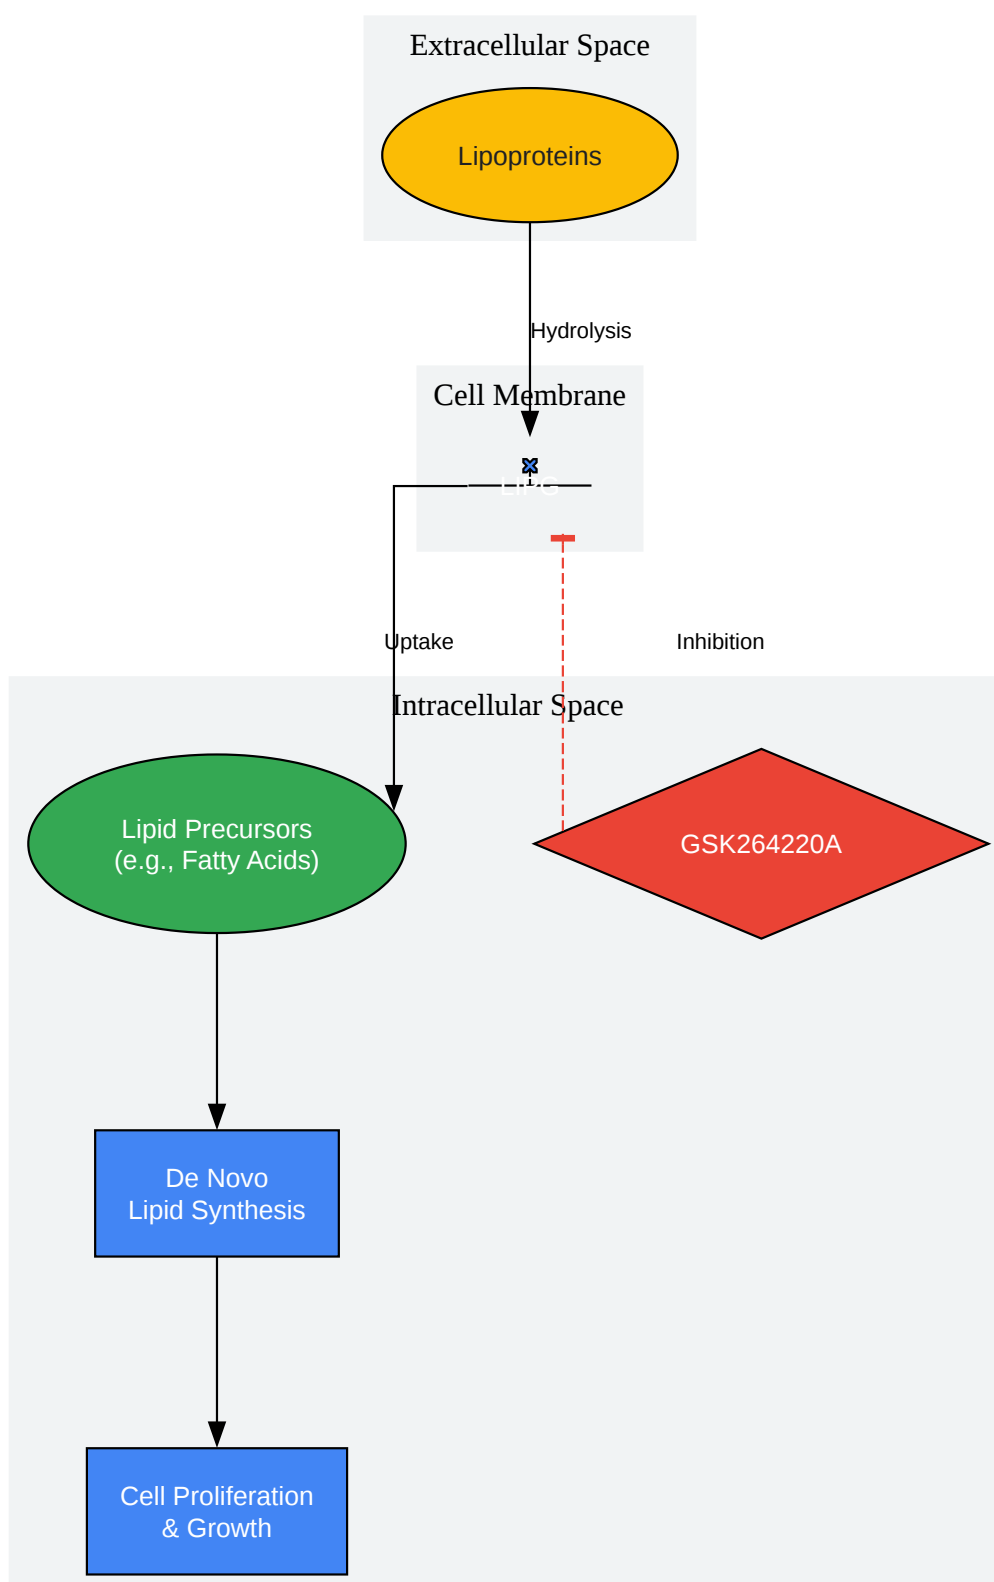 Extracellular Space
Lipoproteins
Hydrolysis
Cell Membrane
LIPG
Uptake
Inhibition
Intracellular Space
Lipid Precursors
(e.g., Fatty Acids)
GSK264220A
De Novo
Lipid Synthesis
Cell Proliferation
& Growth